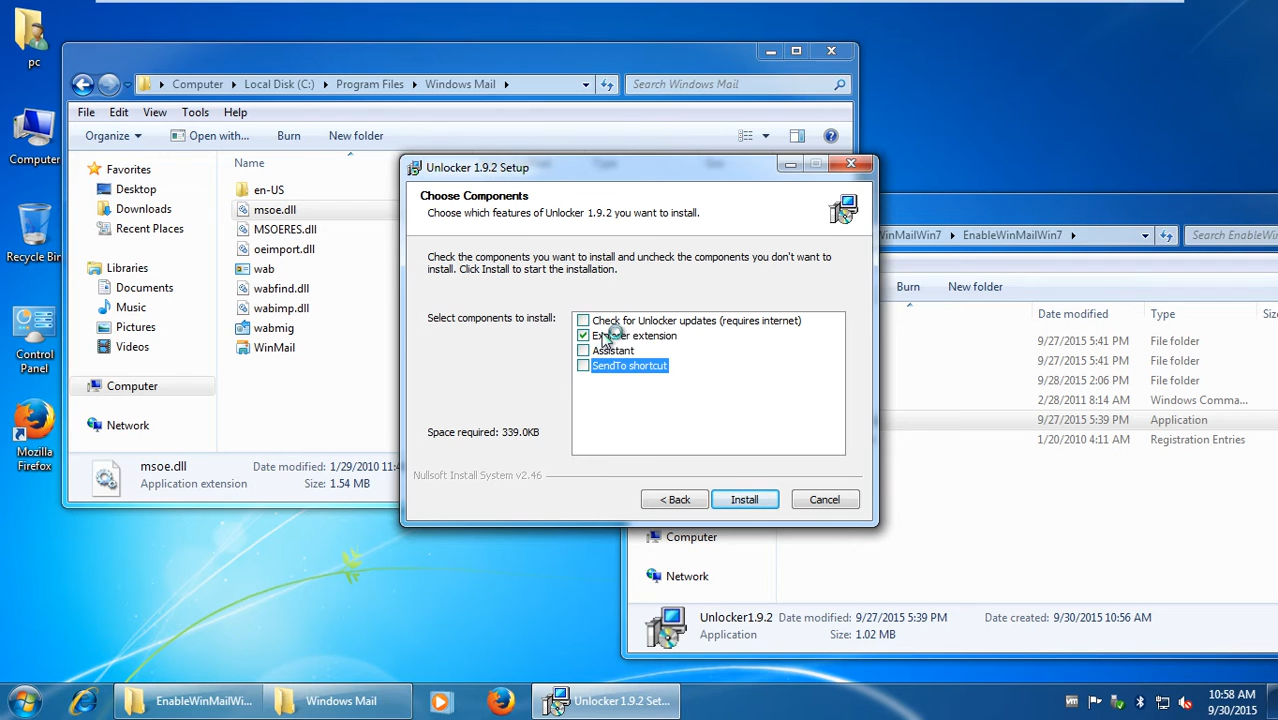 pc
Computer
Recycle Bin
Control
Panel
Mozilla
Firefox
Computer
Local Disk (C:)
Program Files
Windows Mail
Search Windows Mail
File
Edit
View
Tools
Help
Organize
Open with...
Burn
New folder
Favorites
Desktop
Downloads
Recent Places
Libraries
Documents
Music
Pictures
Videos
Computer
Network
Name
en-US
msoe.dll
MSOERES.dll
oeimport.dll
wab
wabfind.dll
wabimp.dll
wabmig
WinMail
msoe.dll
Date modified: 1/29/2010 11:4
Application extension
Size: 1.54 MB
Unlocker 1.9.2 Setup
Choose Components
Choose which features of Unlocker 1.9.2 you want to install.
Check the components you want to install and uncheck the components you don't want to
install. Click Install to start the installation.
Select components to install:
Check for Unlocker updates (requires internet)
Explorer extension
Assistant
SendTo shortcut
Space required: 339.0KB
Nullsoft Install System v2.46
< Back
Install
Cancel
WinMailWin7
EnableWinMailWin7
Search EnableW
Burn
New folder
Date modified
Type
9/27/2015 5:41 PM
File folder
9/27/2015 5:41 PM
File folder
9/28/2015 2:06 PM
File folder
2/28/2011 8:14 AM
Windows Comma...
9/27/2015 5:39 PM
Application
1/20/2010 4:11 AM
Registration Entries
Computer
Network
Unlocker1.9.2
Date modified: 9/27/2015 5:39 PM
Date created: 9/30/2015 10:56 AM
Application
Size: 1.02 MB
EnableWinMailWi...
Windows Mail
Unlocker 1.9.2 Set...
10:58 AM
9/30/2015